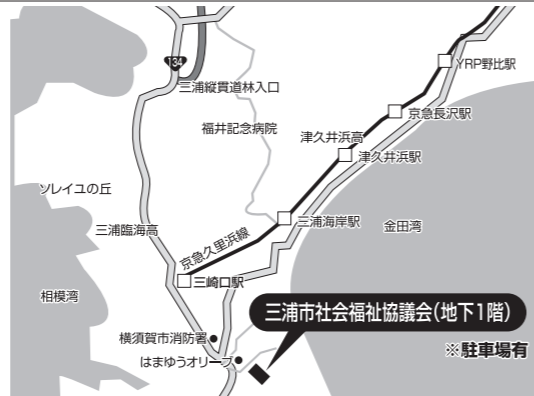 134
YRP野比駅
三浦縦貫道林入口
京急長沢駅
福井記念病院
津久井浜高
津久井浜駅
ソレイユの丘
三浦海岸駅
金田湾
三浦臨海高
京急久里浜線
三崎口駅
相模湾
三浦市社会福祉協議会(地下1階)
横須賀市消防署
※駐車場有
はまゆうオリーブ